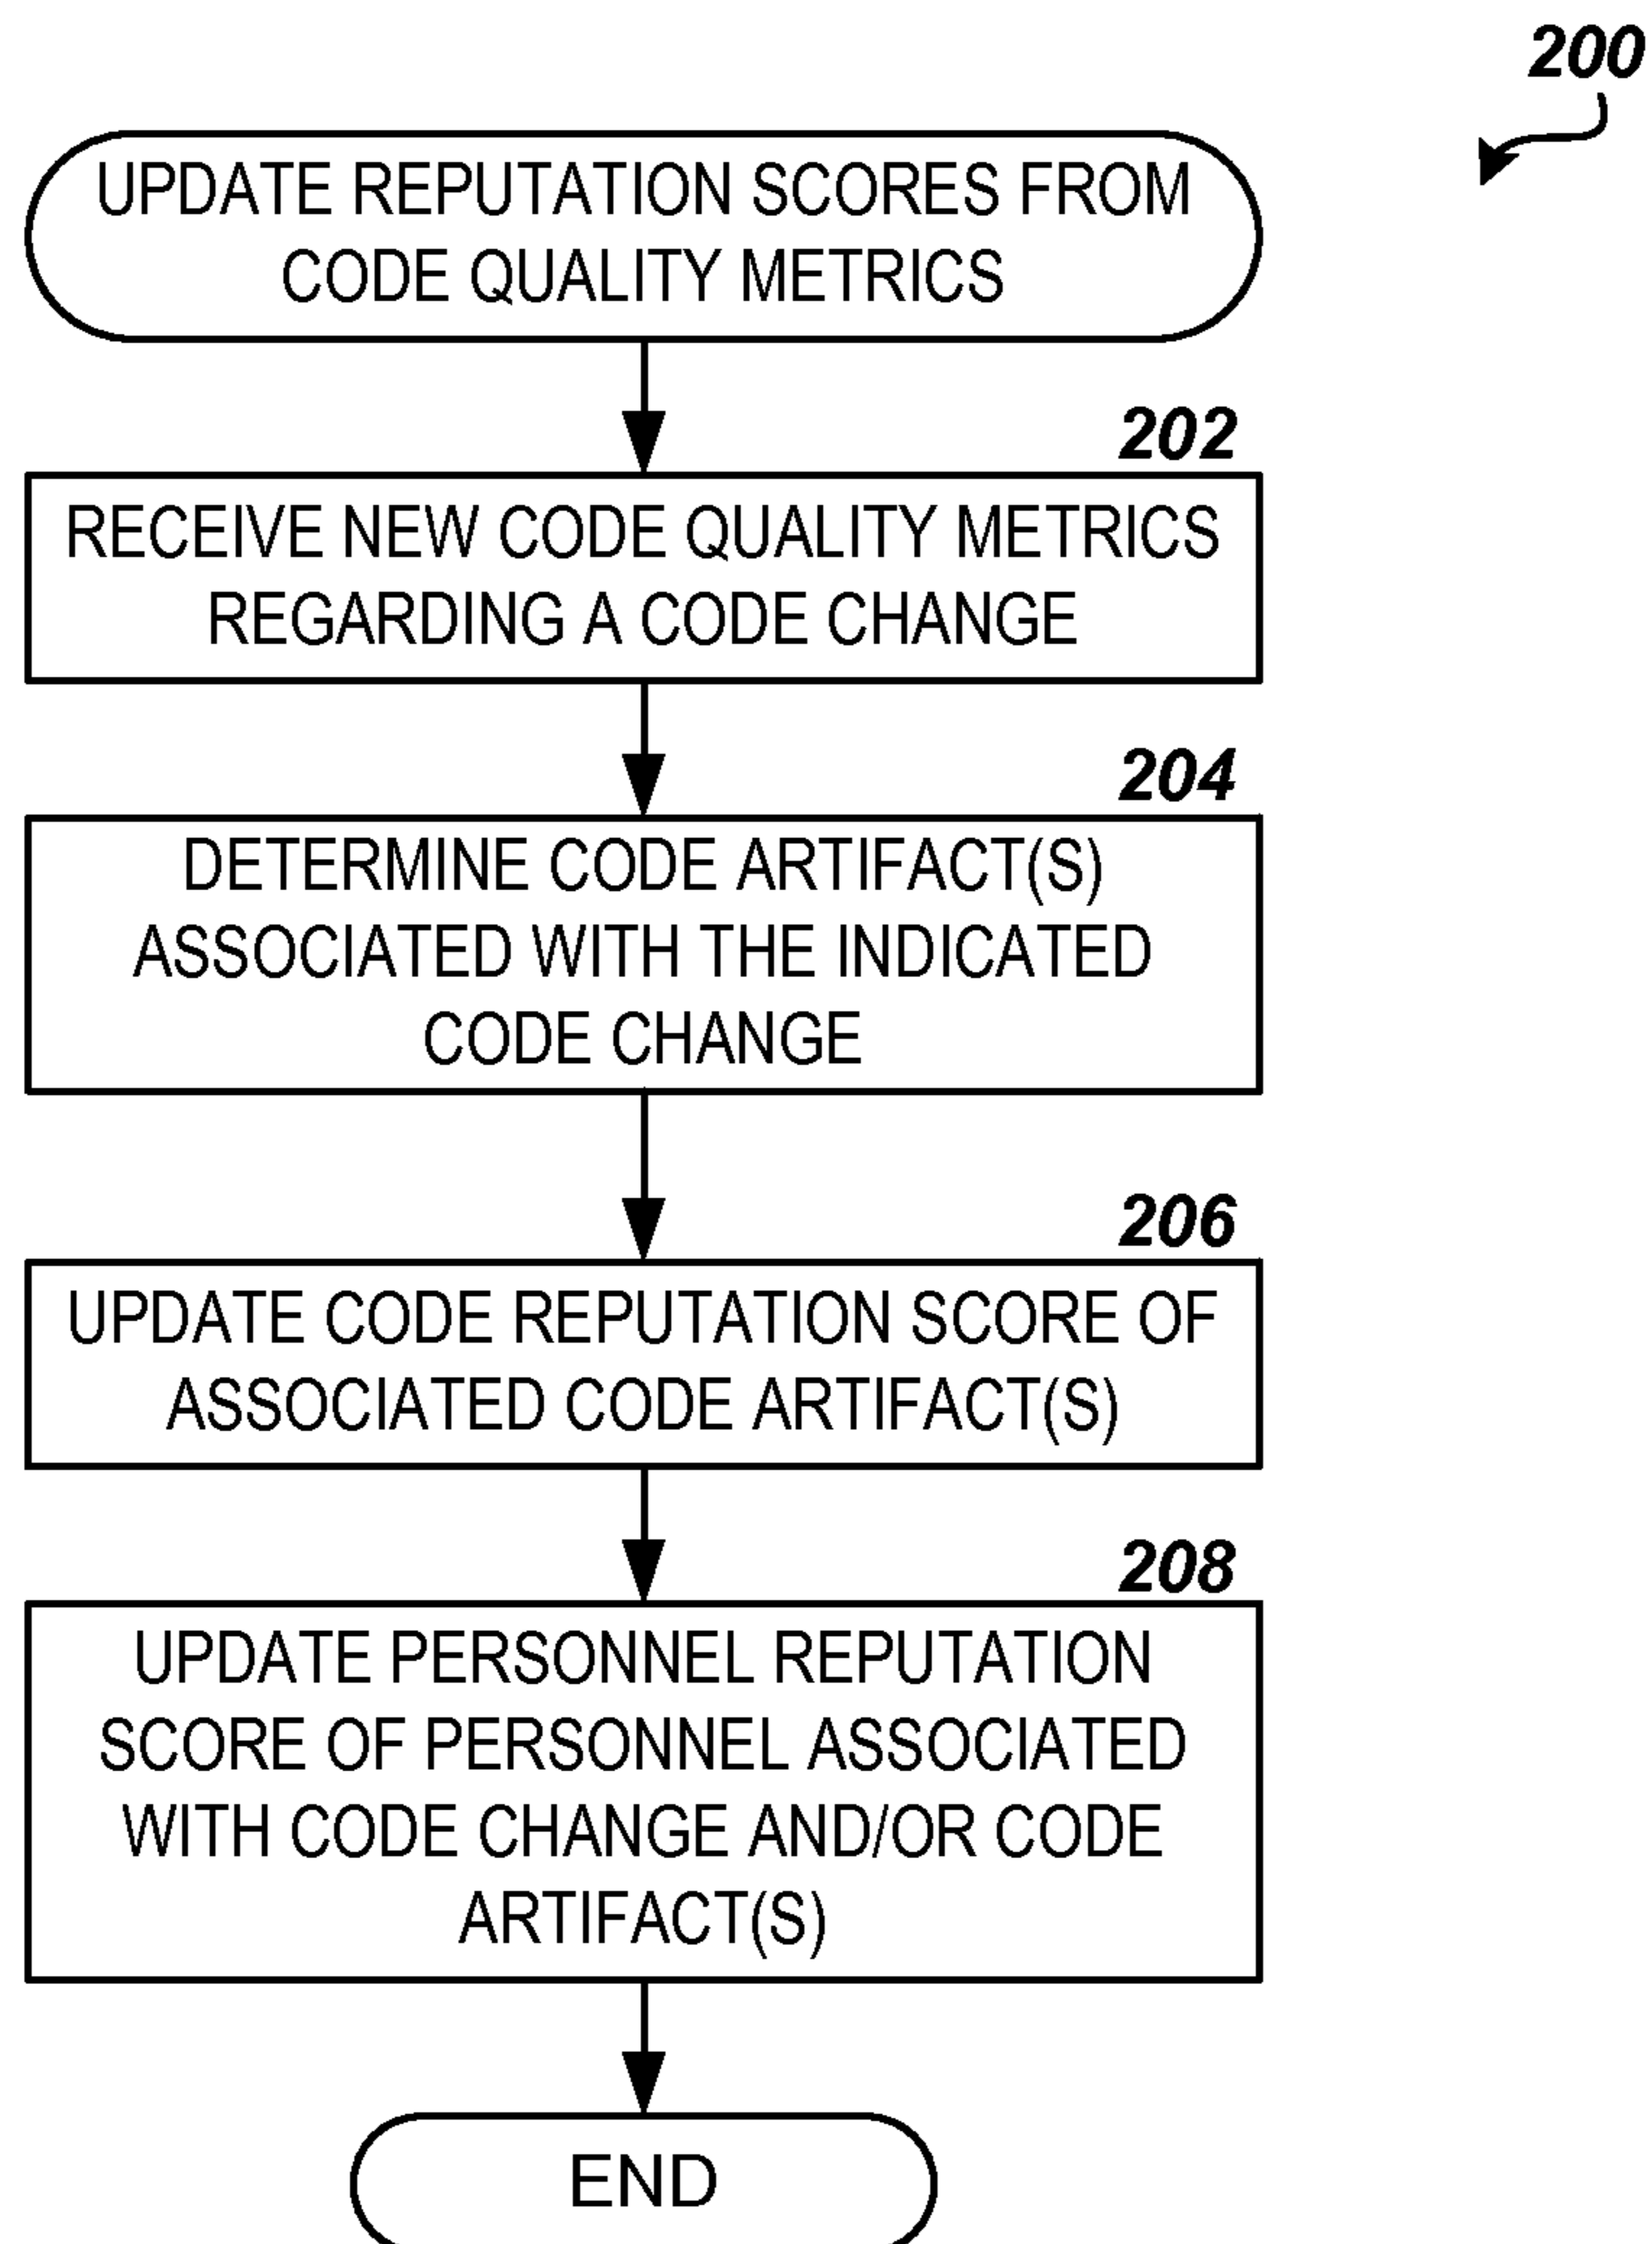 200
UPDATE REPUTATION SCORES FROM
CODE QUALITY METRICS
202
RECEIVE NEW CODE QUALITY METRICS
REGARDING A CODE CHANGE
204
DETERMINE CODE ARTIFACT(S)
ASSOCIATED WITH THE INDICATED
CODE CHANGE
206
UPDATE CODE REPUTATION SCORE OF
ASSOCIATED CODE ARTIFACT(S)
208
UPDATE PERSONNEL REPUTATION
SCORE OF PERSONNEL ASSOCIATED
WITH CODE CHANGE AND/OR CODE
ARTIFACT(S)
END